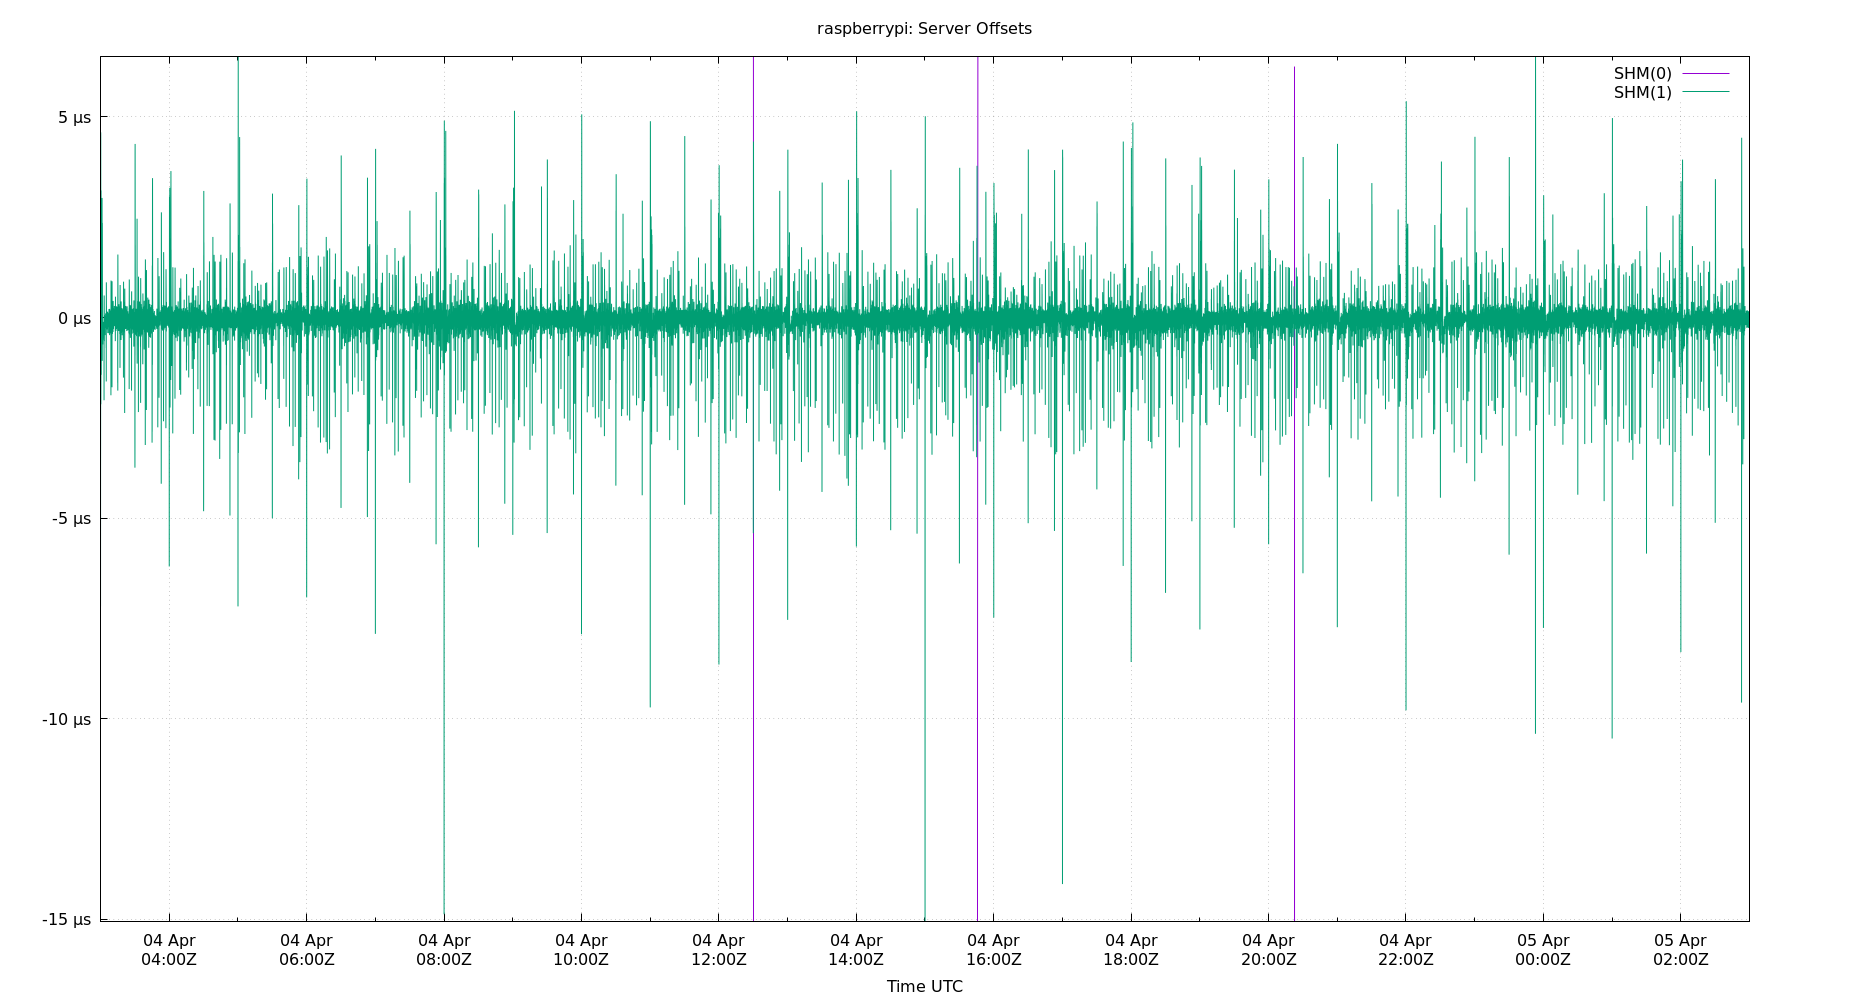 raspberrypi: Server Offsets
SHM(0)
SHM(1)
5 µs
0 µs
-5 µs
-10 µs
-15 µs
04 Apr 04 Apr 04 Apr 04 Apr 04 Apr 04 Apr 04 Apr 04 Apr 04 Apr 04 Apr 05 Apr 05 Apr
04:00Z 06:00Z 08:00Z 10:00Z 12:00Z 14:00Z 16:00Z 18:00Z 20:00Z 22:00Z 00:00Z 02:00Z
Time UTC